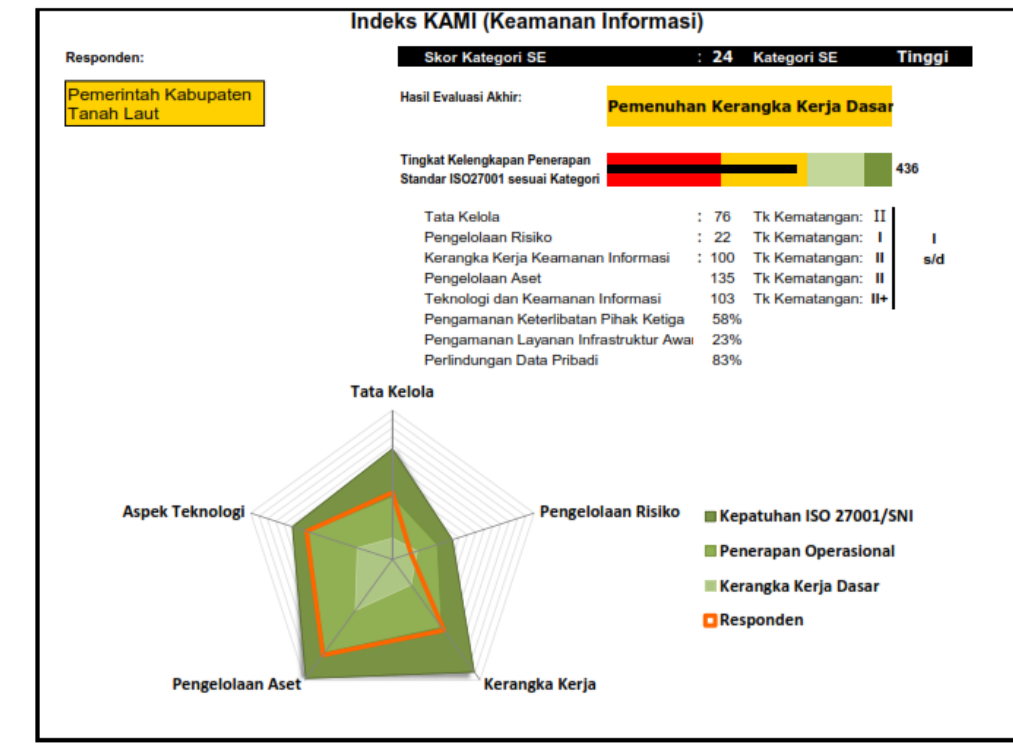 Indeks KAMI (Keamanan Informasi)
Responden:
Skor Kategori SE : 24 Kategori SE Tinggi
Pemerintah Kabupaten
Tanah Laut
Hasil Evaluasi Akhir:
Pemenuhan Kerangka Kerja Dasar
Tingkat Kelengkapan Penerapan
Standar ISO27001 sesuai Kategori
436
Tata Kelola : 76 Tk Kematangan: II
Pengelolaan Risiko : 22 Tk Kematangan: I I
Kerangka Kerja Keamanan Informasi : 100 Tk Kematangan: II s/d
Pengelolaan Aset 135 Tk Kematangan: II
Teknologi dan Keamanan Informasi 103 Tk Kematangan: II+
Pengamanan Keterlibatan Pihak Ketiga 58%
Pengamanan Layanan Infrastruktur Awa 23%
Perlindungan Data Pribadi 83%
Tata Kelola
Aspek Teknologi
Pengelolaan Risiko
Kepatuhan ISO 27001/SNI
Penerapan Operasional
Kerangka Kerja Dasar
Responden
Pengelolaan Aset
Kerangka Kerja